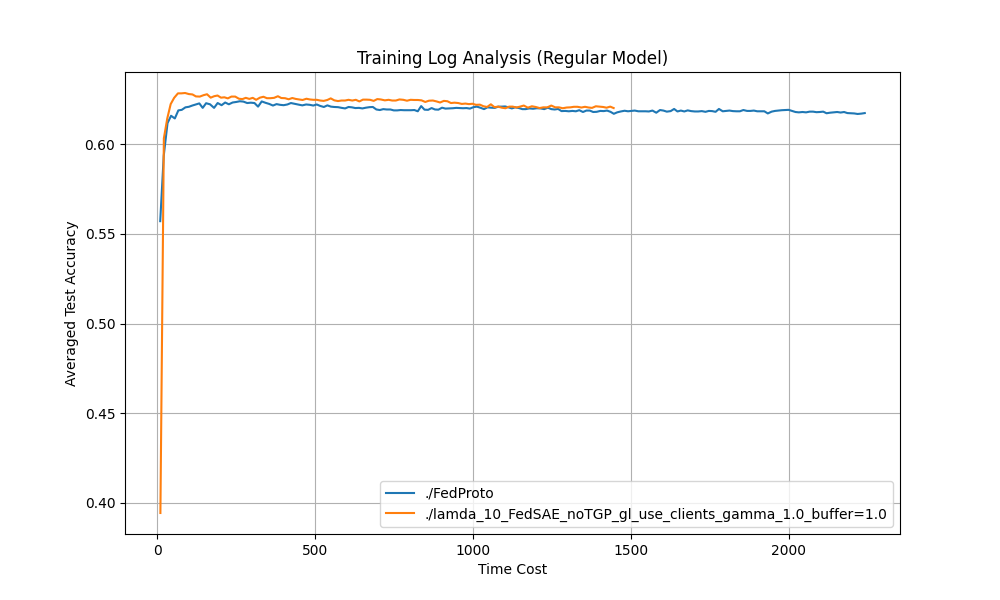 Training Log Analysis (Regular Model)
Averaged Test Accuracy
0.60
0.55
0.50
0.45
0.40
0
500
1000
1500
2000
Time Cost
./FedProto
./lamda_10_FedSAE_noTGP_gl_use_clients_gamma_1.0_buffer=1.0